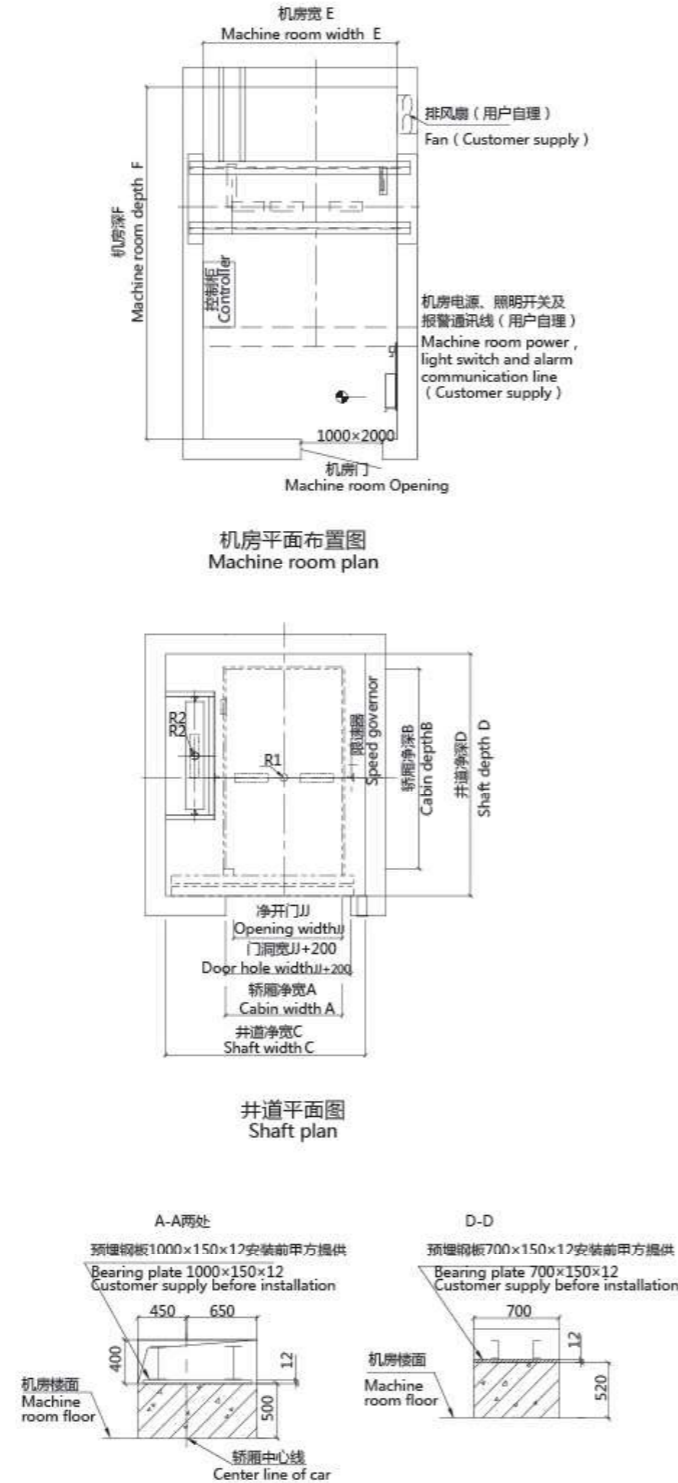 机房宽 E
Machine room width E
排风扇（用户自理）
Fan（Customer supply）
机房深F
Machine room depth F
控制柜
Controller
机房电源、照明开关及
报警通讯线（用户自理）
Machine room power,
light switch and alarm
communication line
（Customer supply）
1000×2000
机房门
Machine room Opening
机房平面布置图
Machine room plan
R2
R2
R1
限速器
Speed governor
轿厢净深B
Cabin depthB
井道净深D
Shaft depth D
净开门JJ
Opening widthJJ
门洞宽JJ+200
Door hole widthJJ+200
轿厢净宽A
Cabin width A
井道净宽C
Shaft width C
井道平面图
Shaft plan
A-A两处
预埋钢板1000×150×12安装前甲方提供
Bearing plate 1000×150×12
Customer supply before installation
450 650
400
12
机房楼面
Machine
room floor
500
轿厢中心线
Center line of car
D-D
预埋钢板700×150×12安装前甲方提供
Bearing plate 700×150×12
Customer supply before installation
700
12
机房楼面
Machine
room floor
520